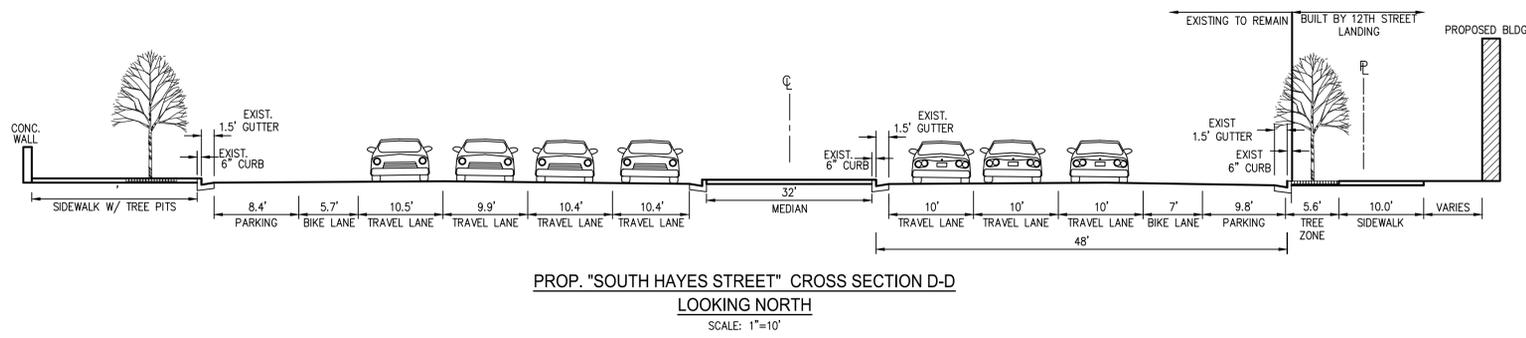 EXISTING TO REMAIN
BUILT BY 12TH STREET
LANDING
PROPOSED BLDG
CONC.
WALL
EXIST.
1.5' GUTTER
EXIST.
6" CURB
℄
EXIST.
6" CURB
EXIST.
1.5' GUTTER
EXIST.
1.5' GUTTER
EXIST
6" CURB
PL
SIDEWALK W/ TREE PITS
8.4'
PARKING
5.7'
BIKE LANE
10.5'
TRAVEL LANE
9.9'
TRAVEL LANE
10.4'
TRAVEL LANE
10.4'
TRAVEL LANE
32'
MEDIAN
10'
TRAVEL LANE
10'
TRAVEL LANE
10'
TRAVEL LANE
7'
BIKE LANE
9.8'
PARKING
5.6'
TREE
ZONE
10.0'
SIDEWALK
VARIES
48'
PROP. "SOUTH HAYES STREET" CROSS SECTION D-D
LOOKING NORTH
SCALE: 1"=10'